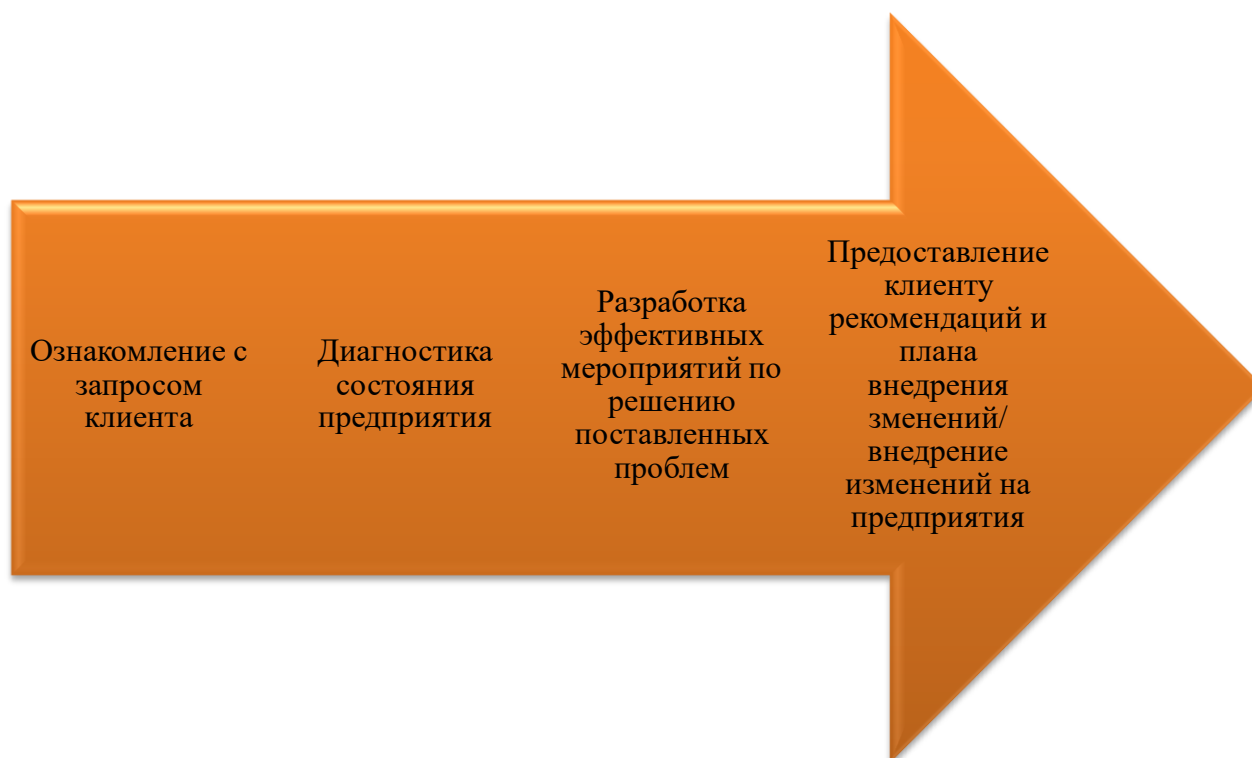 Ознакомление с
запросом
клиента
Диагностика
состояния
предприятия
Разработка
эффективных
мероприятий по
решению
поставленных
проблем
Предоставление
клиенту
рекомендаций и
плана
внедрения
зменений/
внедрение
изменений на
предприятия